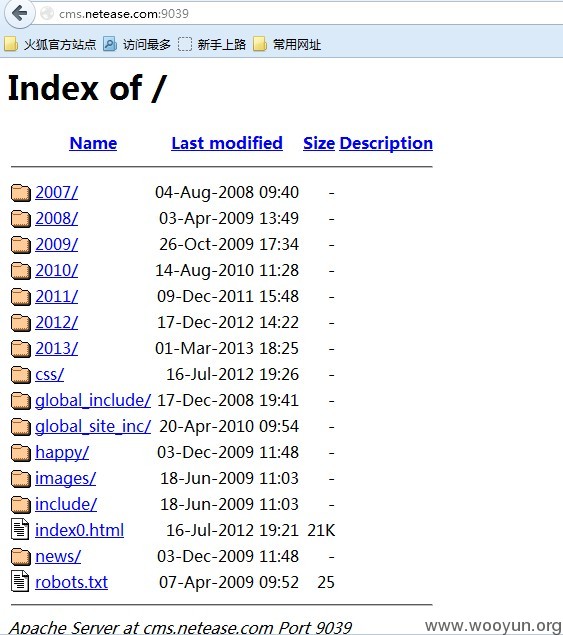 cms.netease.com:9039
火狐官方站点 访问最多 新手上路 常用网址
Index of /
Name Last modified Size Description
2007/ 04-Aug-2008 09:40 -
2008/ 03-Apr-2009 13:49 -
2009/ 26-Oct-2009 17:34 -
2010/ 14-Aug-2010 11:28 -
2011/ 09-Dec-2011 15:48 -
2012/ 17-Dec-2012 14:22 -
2013/ 01-Mar-2013 18:25 -
css/ 16-Jul-2012 19:26 -
global_include/ 17-Dec-2008 19:41 -
global_site_inc/ 20-Apr-2010 09:54 -
happy/ 03-Dec-2009 11:48 -
images/ 18-Jun-2009 11:03 -
include/ 18-Jun-2009 11:03 -
index0.html 16-Jul-2012 19:21 21K
news/ 03-Dec-2009 11:48 -
robots.txt 07-Apr-2009 09:52 25
Apache Server at cms.netease.com Port 9039
www.wooyun.org